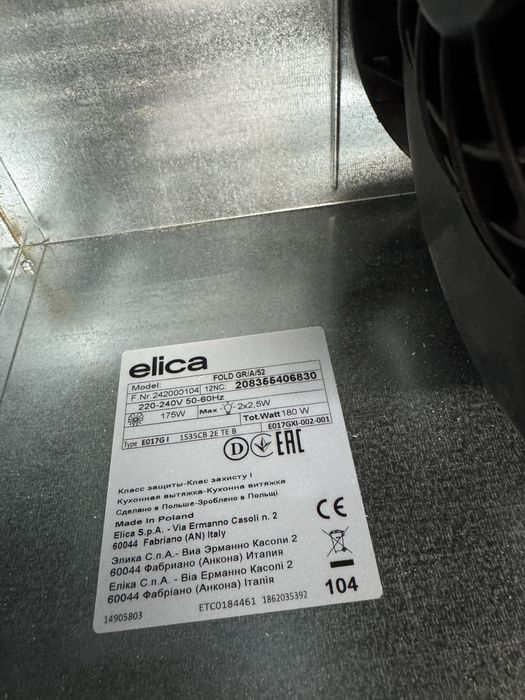 elica
Model: FOLD GR/A/52
F.Nr. 242000104 12NC: 208355406830
220-240V 50-60Hz
175W Max 2x2,5W
Tot.Watt 180 W
Type E017G I 1S35CB 2E TE B E017GXI-002-001
D EAC
Класс защиты-Клас захисту I
Кухонная вытяжка-Кухонна витяжка
Сделано в Польше-Зроблено в Польщі
Made in Poland
Elica S.p.A. - Via Ermanno Casoli n. 2
60044 Fabriano (AN) Italy
Элика С.п.А.- Виа Эрманно Касоли 2
60044 Фабриано (Анкона) Италия
Еліка С.п.А. - Віа Ерманно Касолі 2
60044 Фабріано (Анкона) Італія
CE
104
14905803 ETC0184461 1862035392